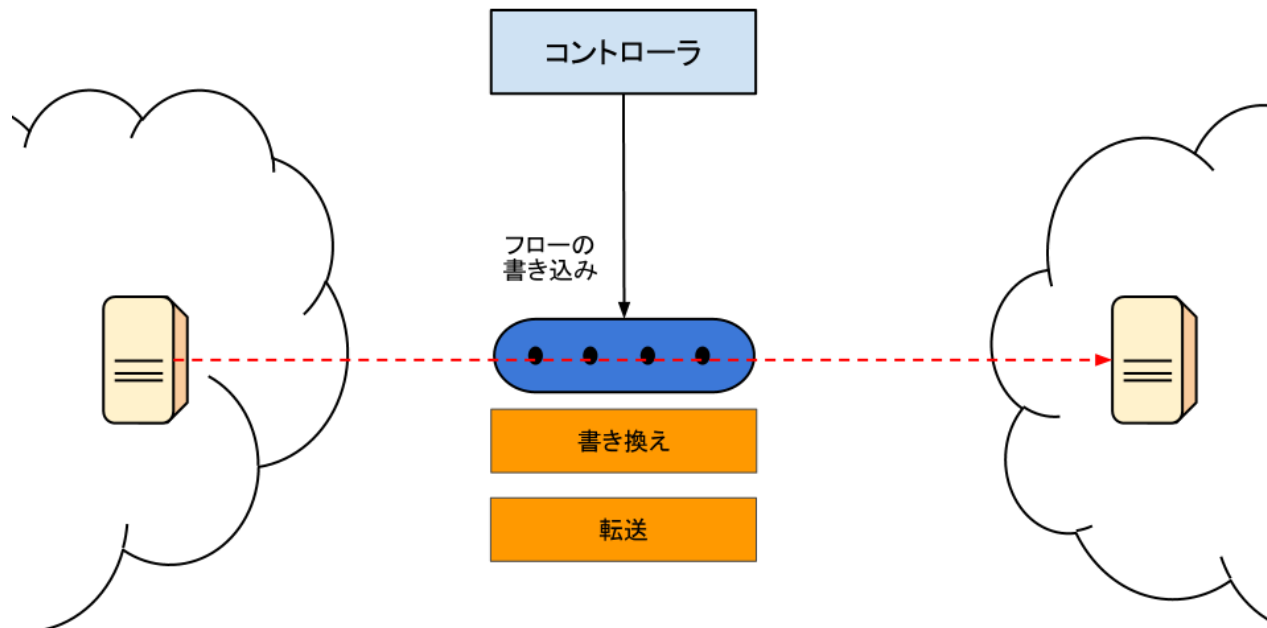 コントローラ
フローの
書き込み
書き換え
転送